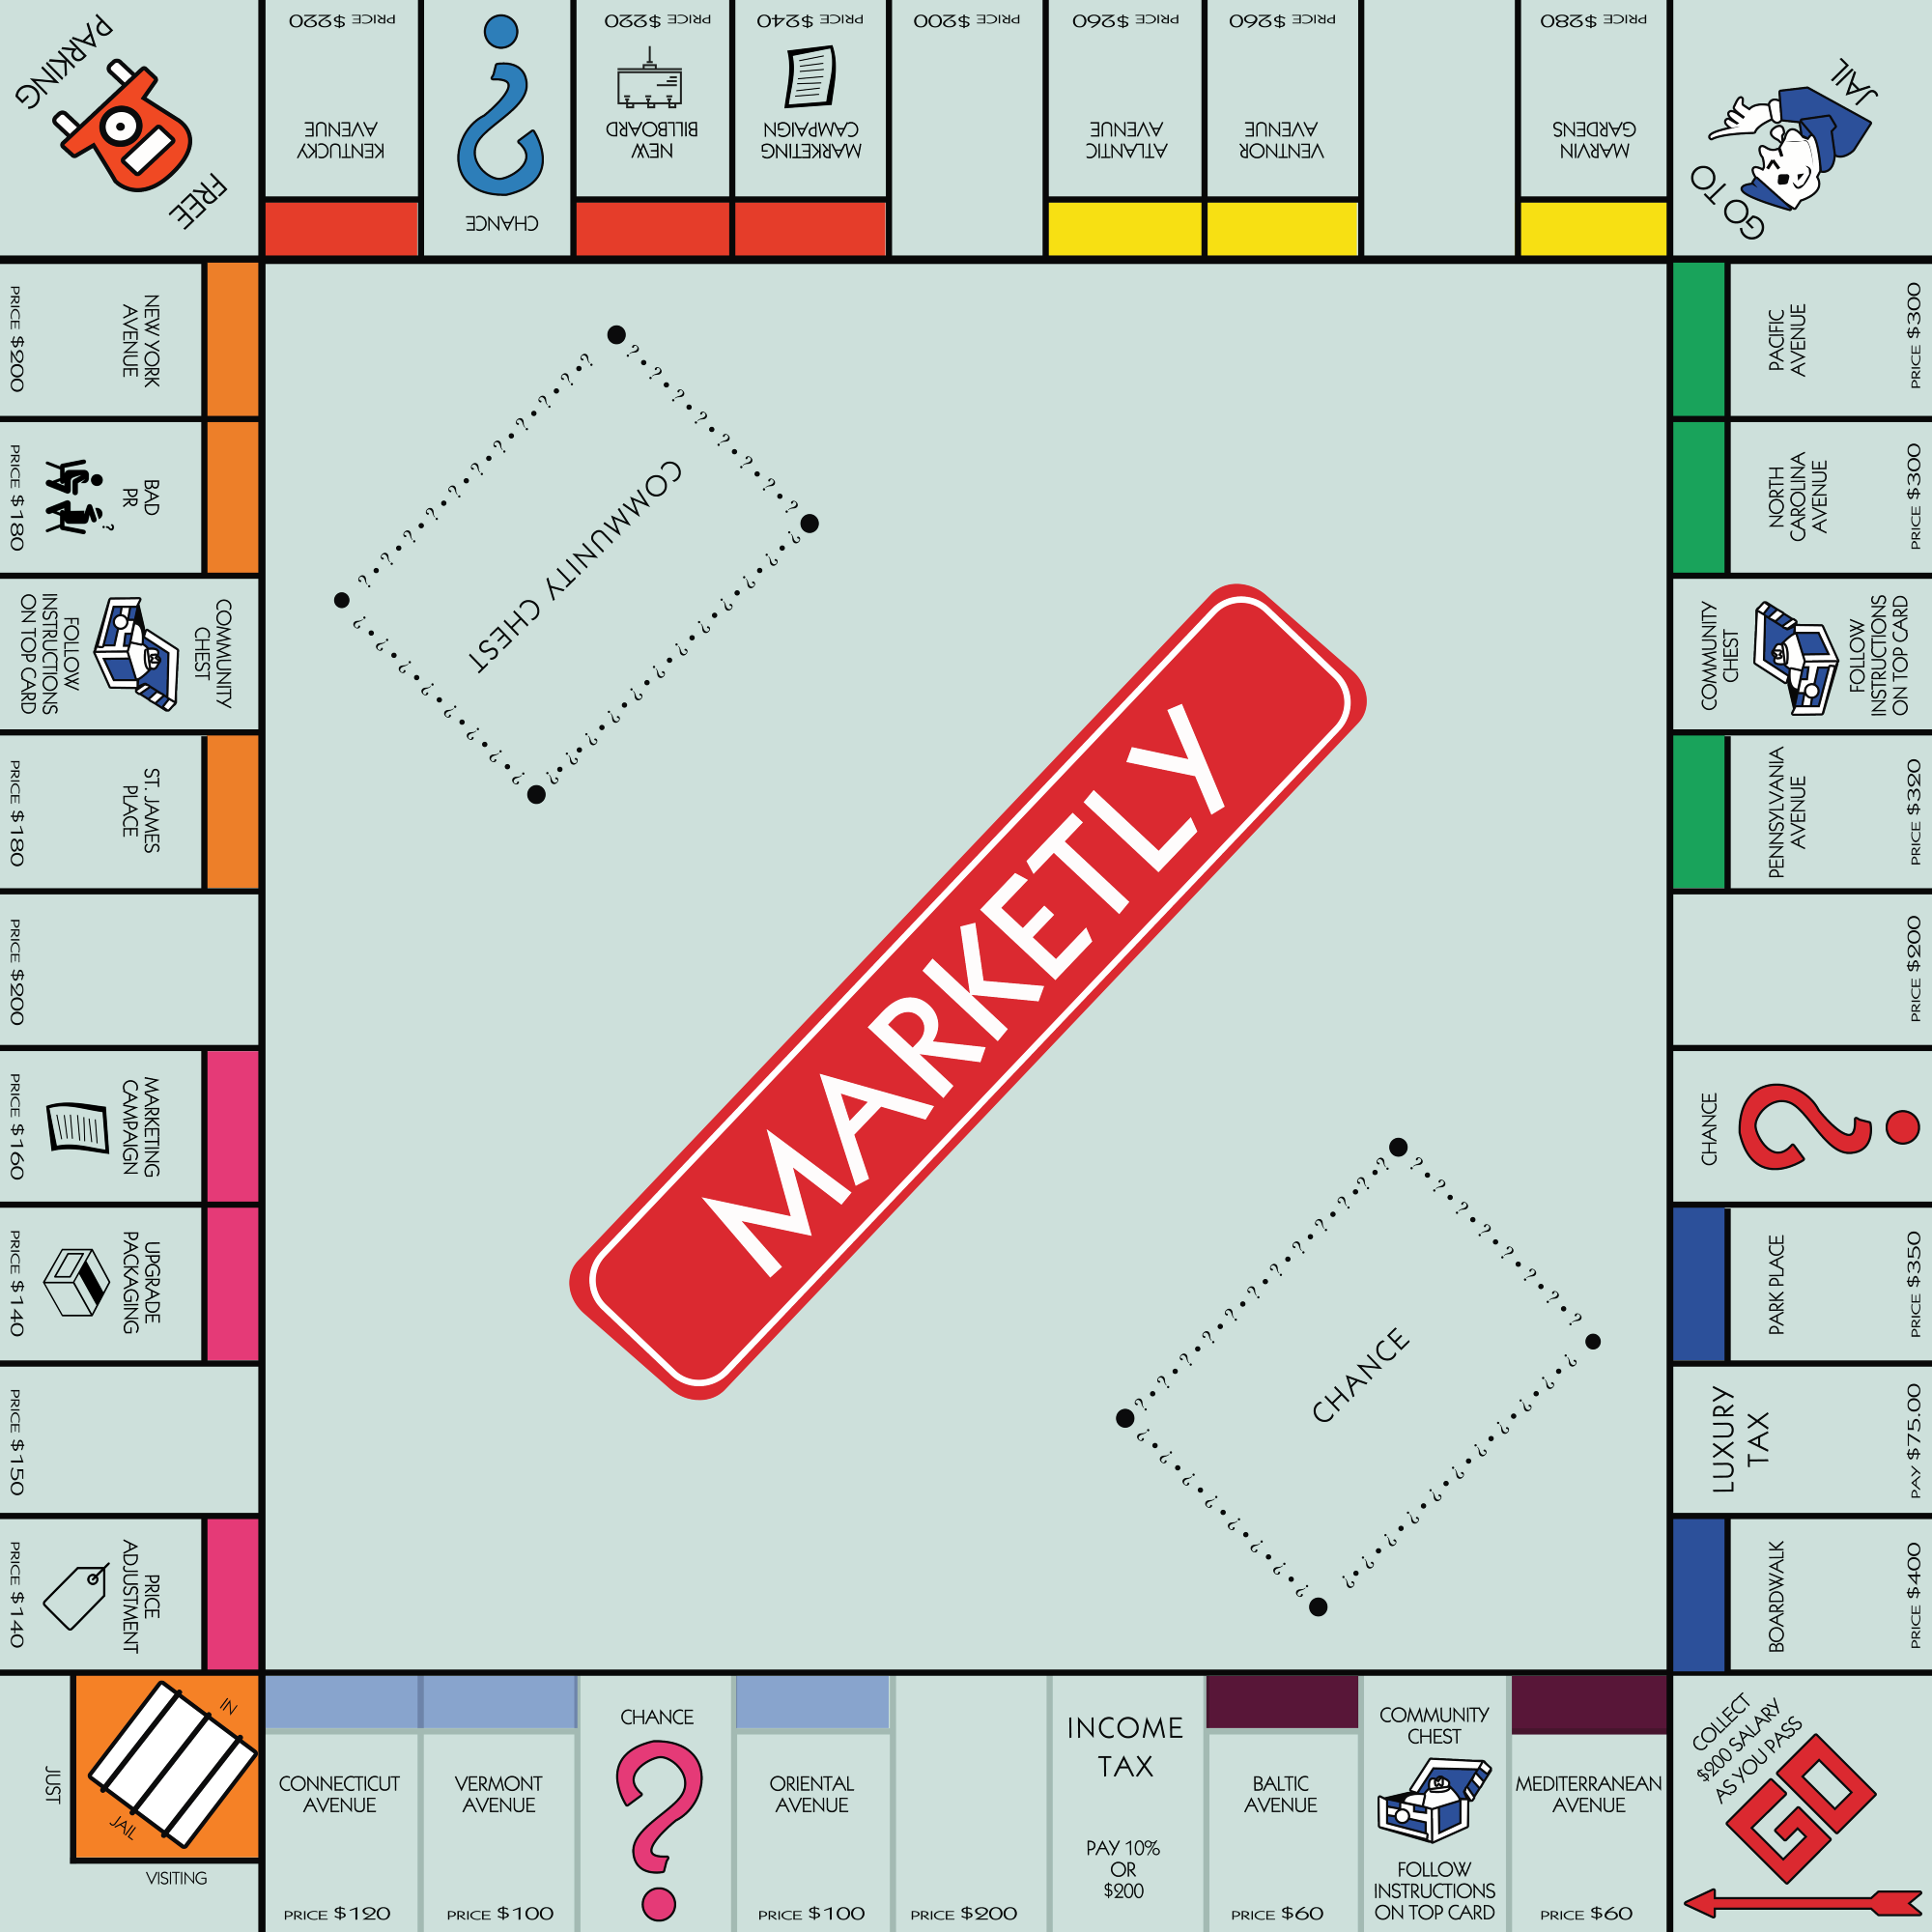 PARKING
FREE
PRICE $220
KENTUCKY
AVENUE
?
CHANCE
PRICE $220
NEW
BILLBOARD
PRICE $240
MARKETING
CAMPAIGN
PRICE $200
PRICE $260
ATLANTIC
AVENUE
PRICE $260
VENTNOR
AVENUE
PRICE $280
MARVIN
GARDENS
GO TO
JAIL
NEW YORK
AVENUE
PRICE $200
BAD
PR
PRICE $180
COMMUNITY
CHEST
FOLLOW
INSTRUCTIONS
ON TOP CARD
ST. JAMES
PLACE
PRICE $180
PRICE $200
MARKETING
CAMPAIGN
PRICE $160
UPGRADE
PACKAGING
PRICE $140
PRICE $150
PRICE
ADJUSTMENT
PRICE $140
COMMUNITY CHEST
MARKETLY
CHANCE
PACIFIC
AVENUE
PRICE $300
NORTH
CAROLINA
AVENUE
PRICE $300
COMMUNITY
CHEST
FOLLOW
INSTRUCTIONS
ON TOP CARD
PENNSYLVANIA
AVENUE
PRICE $320
PRICE $200
CHANCE
?
PARK PLACE
PRICE $350
LUXURY
TAX
PAY $75.00
BOARDWALK
PRICE $400
IN
JAIL
JUST
VISITING
CONNECTICUT
AVENUE
PRICE $120
VERMONT
AVENUE
PRICE $100
CHANCE
?
ORIENTAL
AVENUE
PRICE $100
PRICE $200
INCOME
TAX
PAY 10%
OR
$200
BALTIC
AVENUE
PRICE $60
COMMUNITY
CHEST
FOLLOW
INSTRUCTIONS
ON TOP CARD
MEDITERRANEAN
AVENUE
PRICE $60
COLLECT
$200 SALARY
AS YOU PASS
GO